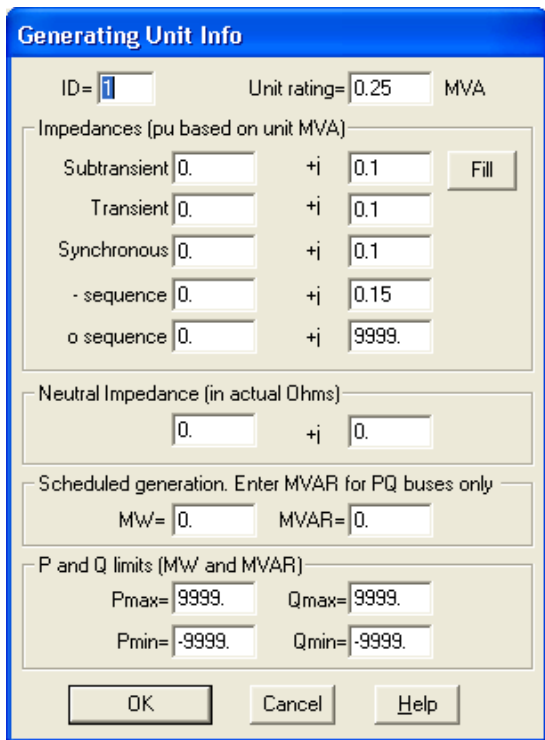 Generating Unit Info
ID= 1 Unit rating= 0.25 MVA
Impedances (pu based on unit MVA)
Subtransient 0. +j 0.1 Fill
Transient 0. +j 0.1
Synchronous 0. +j 0.1
- sequence 0. +j 0.15
o sequence 0. +j 9999.
Neutral Impedance (in actual Ohms)
0. +j 0.
Scheduled generation. Enter MVAR for PQ buses only
MW= 0. MVAR= 0.
P and Q limits (MW and MVAR)
Pmax= 9999. Qmax= 9999.
Pmin= -9999. Qmin= -9999.
OK Cancel Help